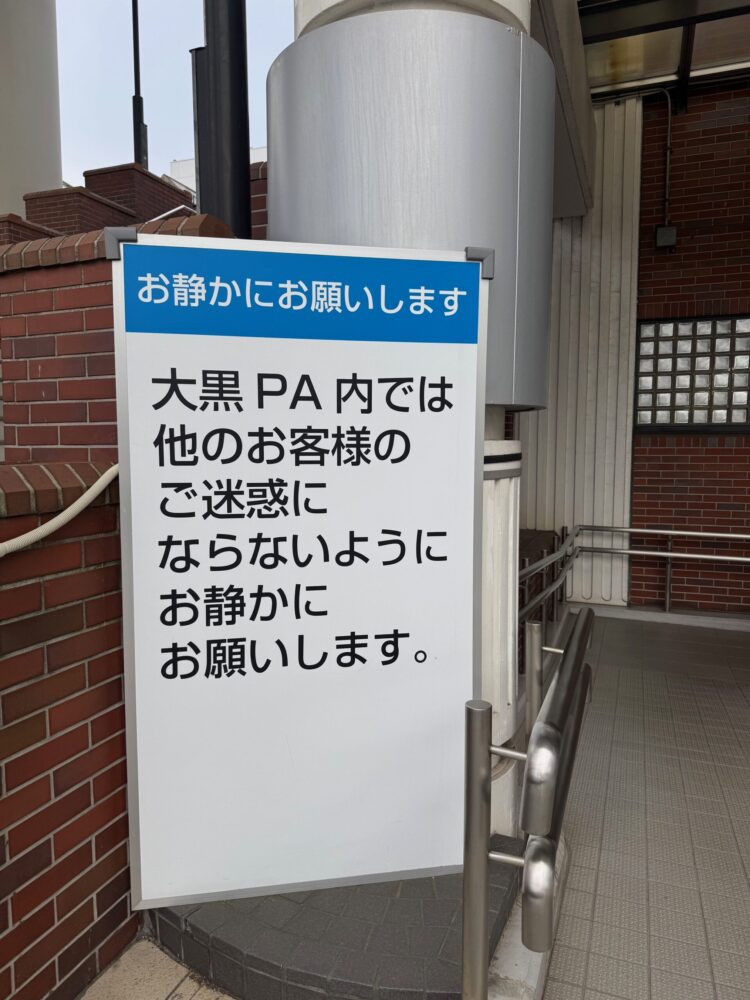 お静かにお願いします
大黒 PA 内では
他のお客様の
ご迷惑に
ならないように
お静かに
お願いします。